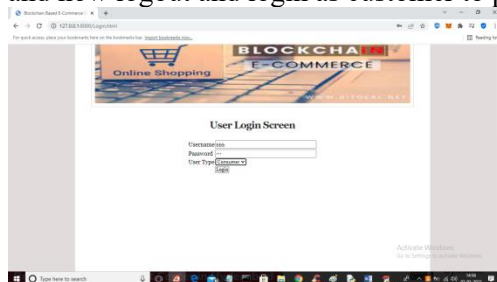 and now logout and login as customer to p
Blockchain Based E-Commerce
127.0.0.1:8000/Login.html
For quick access, place your bookmarks here on the bookmarks bar. Import bookmarks now...
Reading list
Online Shopping
BLOCKCHAIN
E-COMMERCE
User Login Screen
Username
Password
User Type Consumer
Login
Activate Windows
Go to Settings to activate Windows.
Type here to search